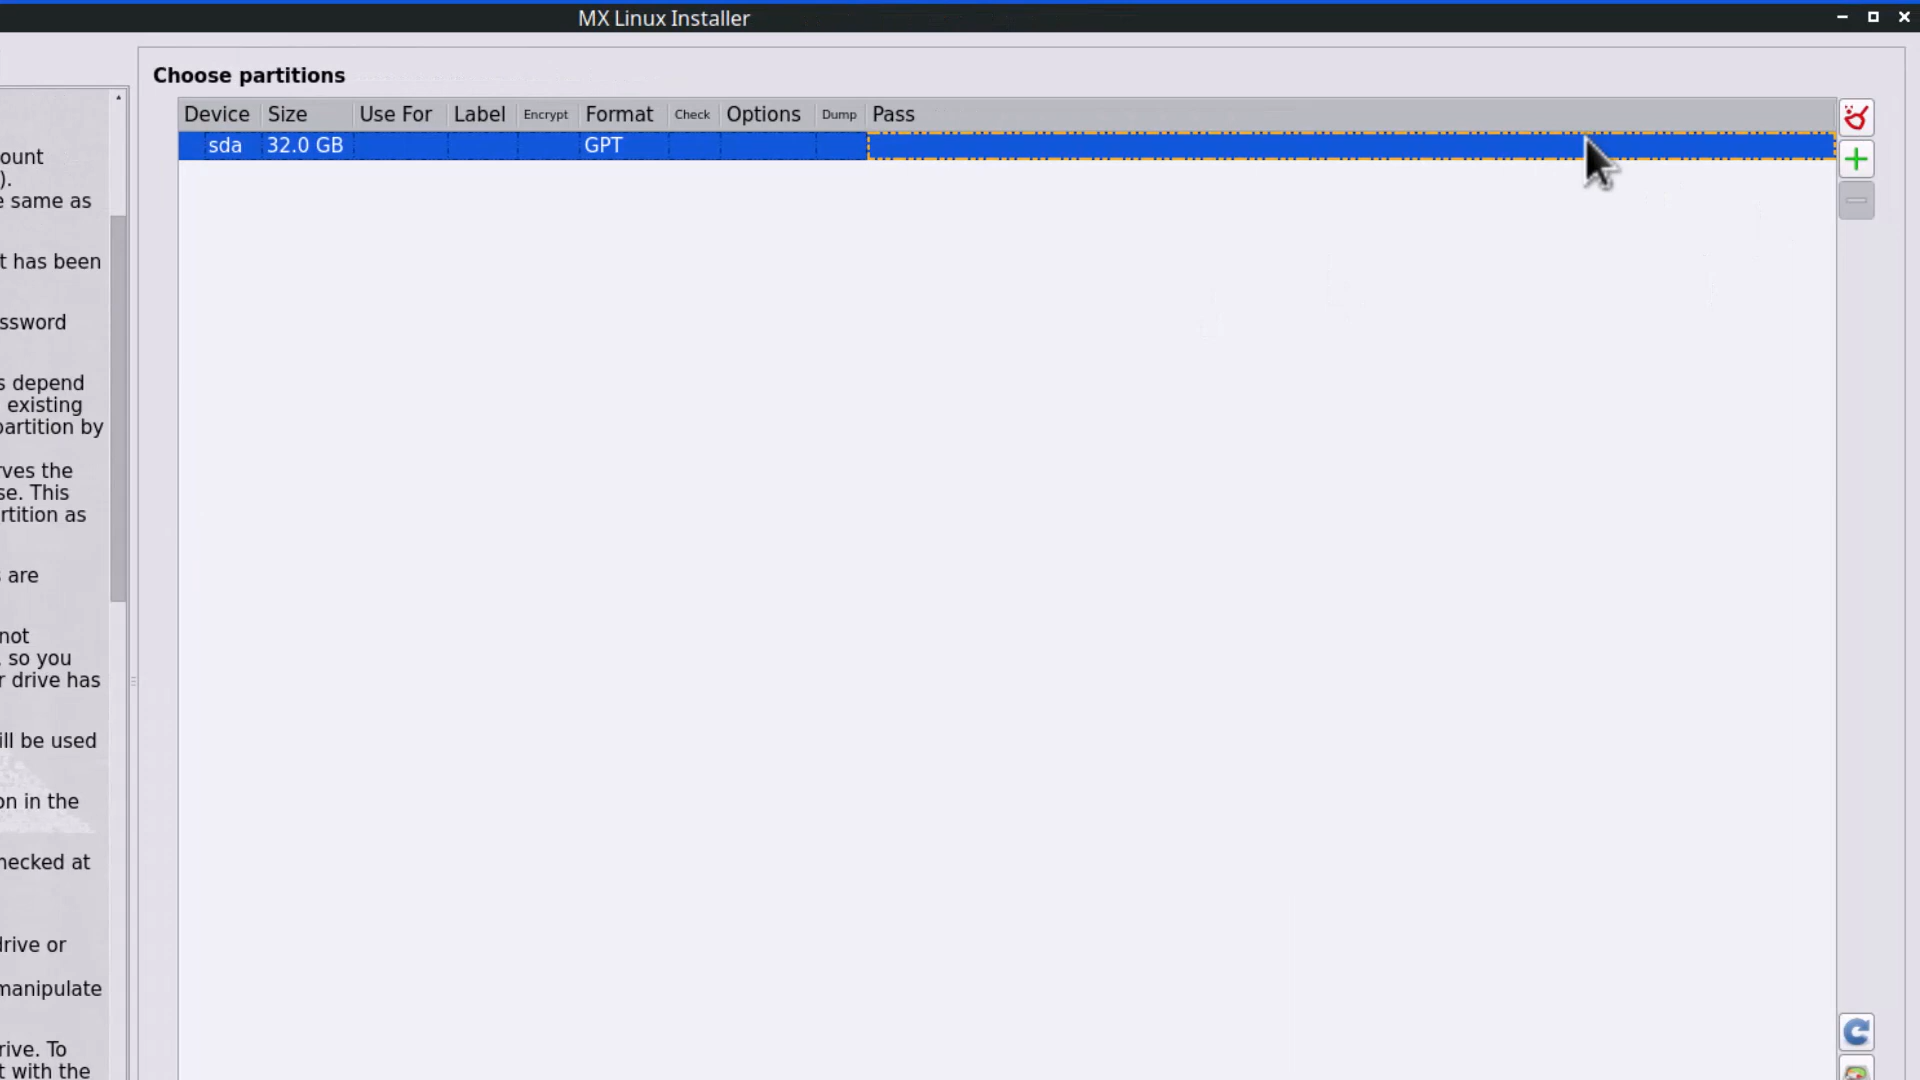 MX Linux Installer
Choose partitions
Device Size Use For Label Encrypt Format Check Options Dump Pass
sda 32.0 GB GPT
ount
).
e same as
t has been
ssword
s depend
existing
partition by
rves the
se. This
rtition as
s are
not
, so you
r drive has
ill be used
on in the
hecked at
drive or
manipulate
rive. To
t with the